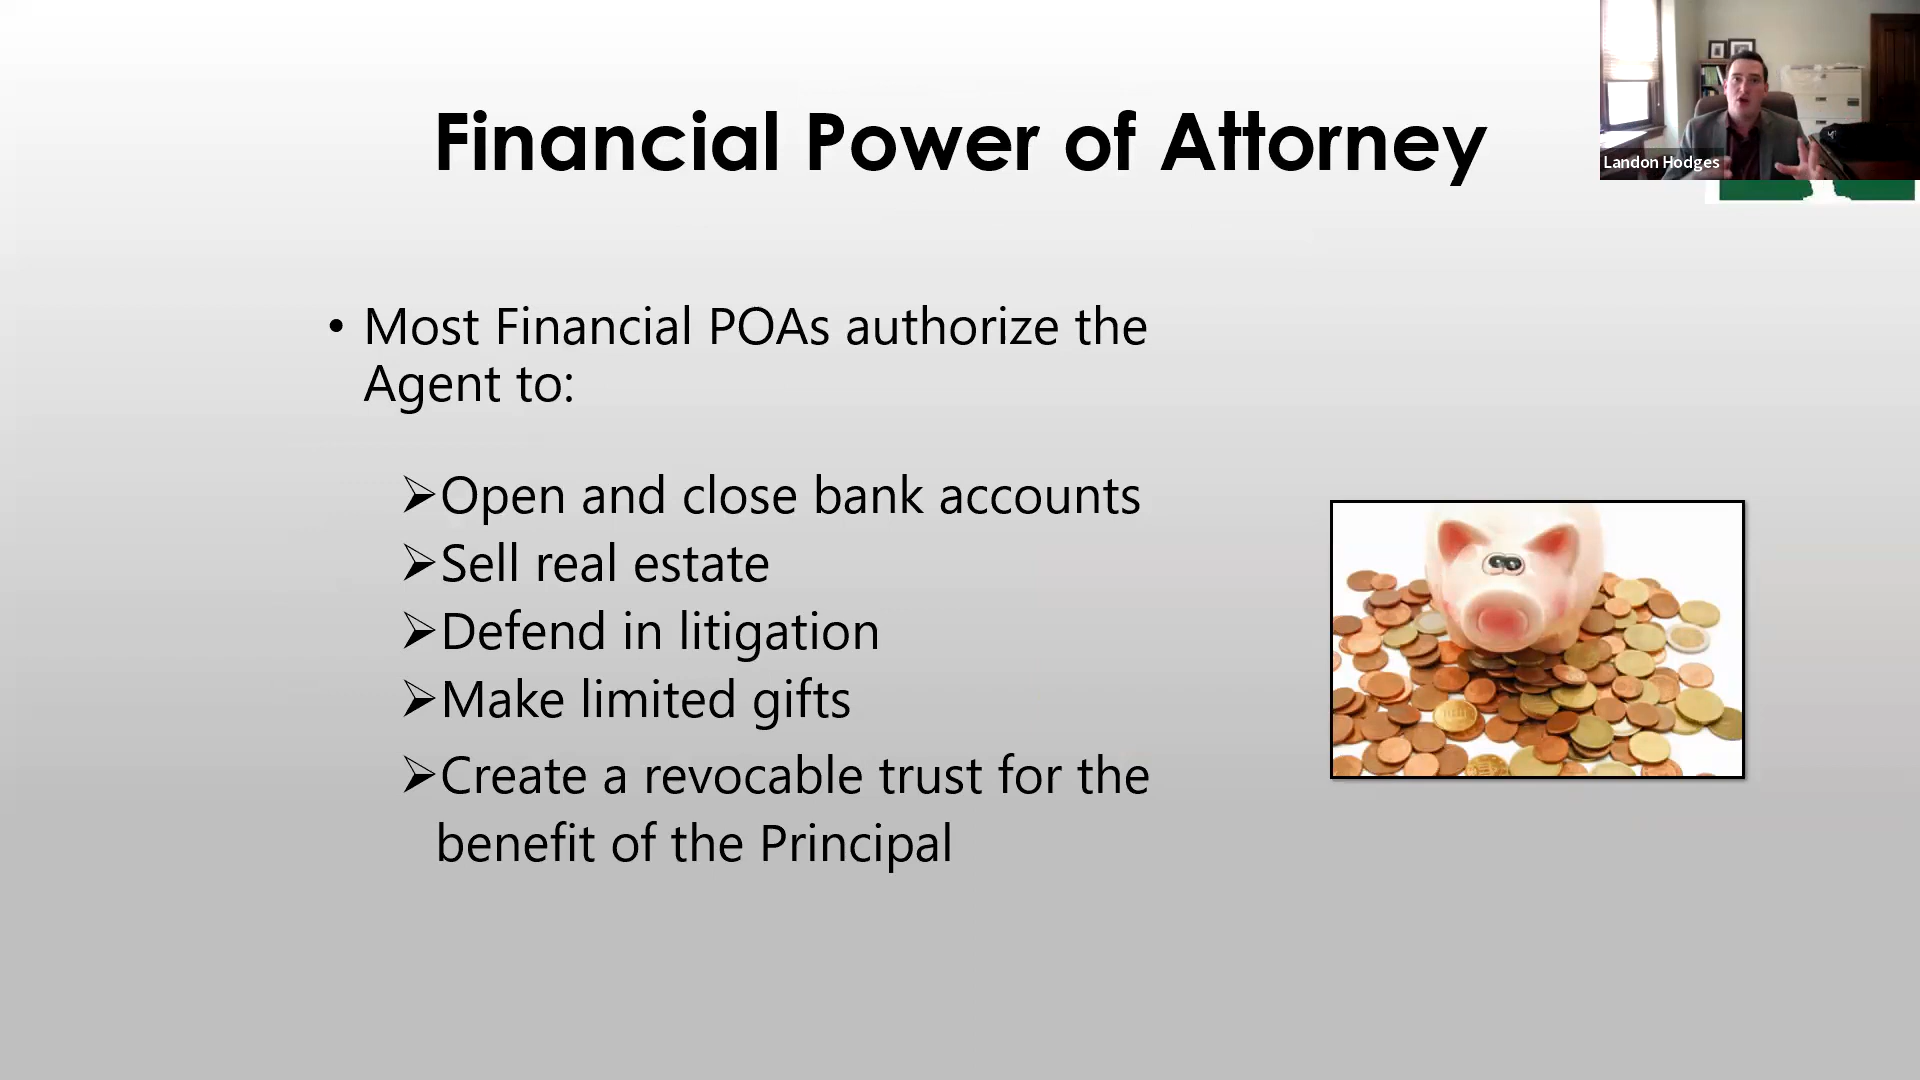 Financial Power of Attorney
Landon Hodges
• Most Financial POAs authorize the
Agent to:
➢Open and close bank accounts
➢Sell real estate
➢Defend in litigation
➢Make limited gifts
➢Create a revocable trust for the
benefit of the Principal